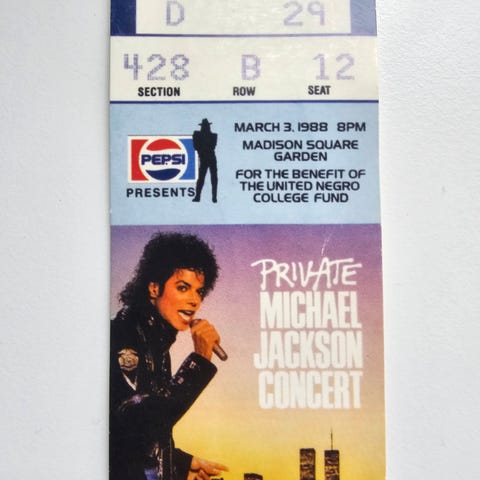 D 29
428 B 12
SECTION ROW SEAT
PEPSI
PRESENTS
MARCH 3, 1988 8PM
MADISON SQUARE
GARDEN
FOR THE BENEFIT OF
THE UNITED NEGRO
COLLEGE FUND
PRIVATE
MICHAEL
JACKSON
CONCERT